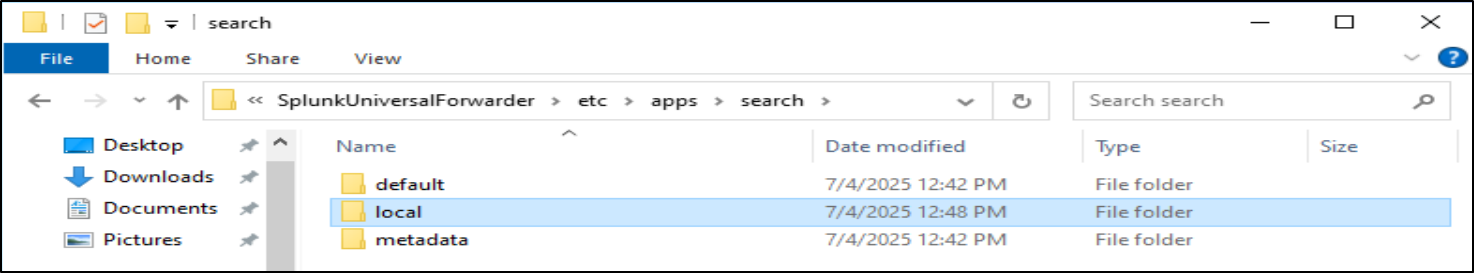 search
File Home Share View
« SplunkUniversalForwarder > etc > apps > search > Search search
Desktop
Downloads
Documents
Pictures
Name Date modified Type Size
default 7/4/2025 12:42 PM File folder
local 7/4/2025 12:48 PM File folder
metadata 7/4/2025 12:42 PM File folder